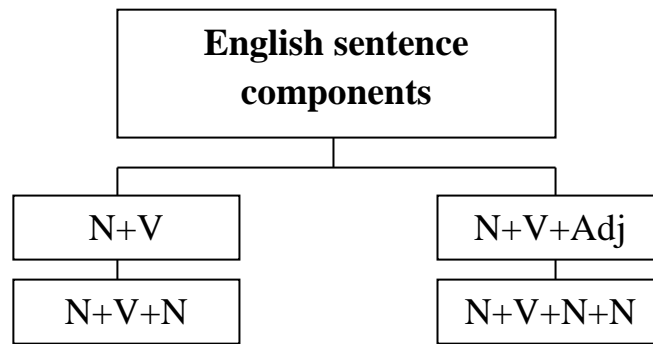 English sentence
components
N+V
N+V+Adj
N+V+N
N+V+N+N